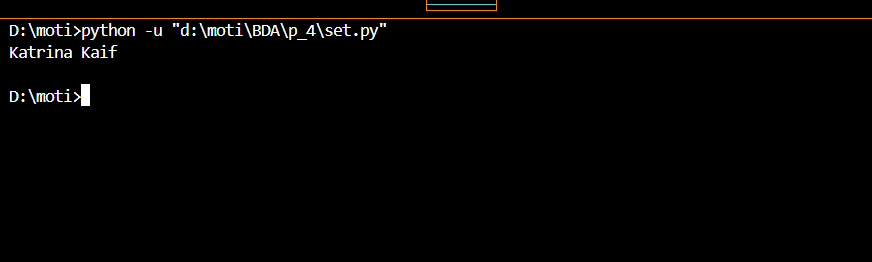 D:\moti>python -u "d:\moti\BDA\p_4\set.py"
Katrina Kaif
D:\moti>